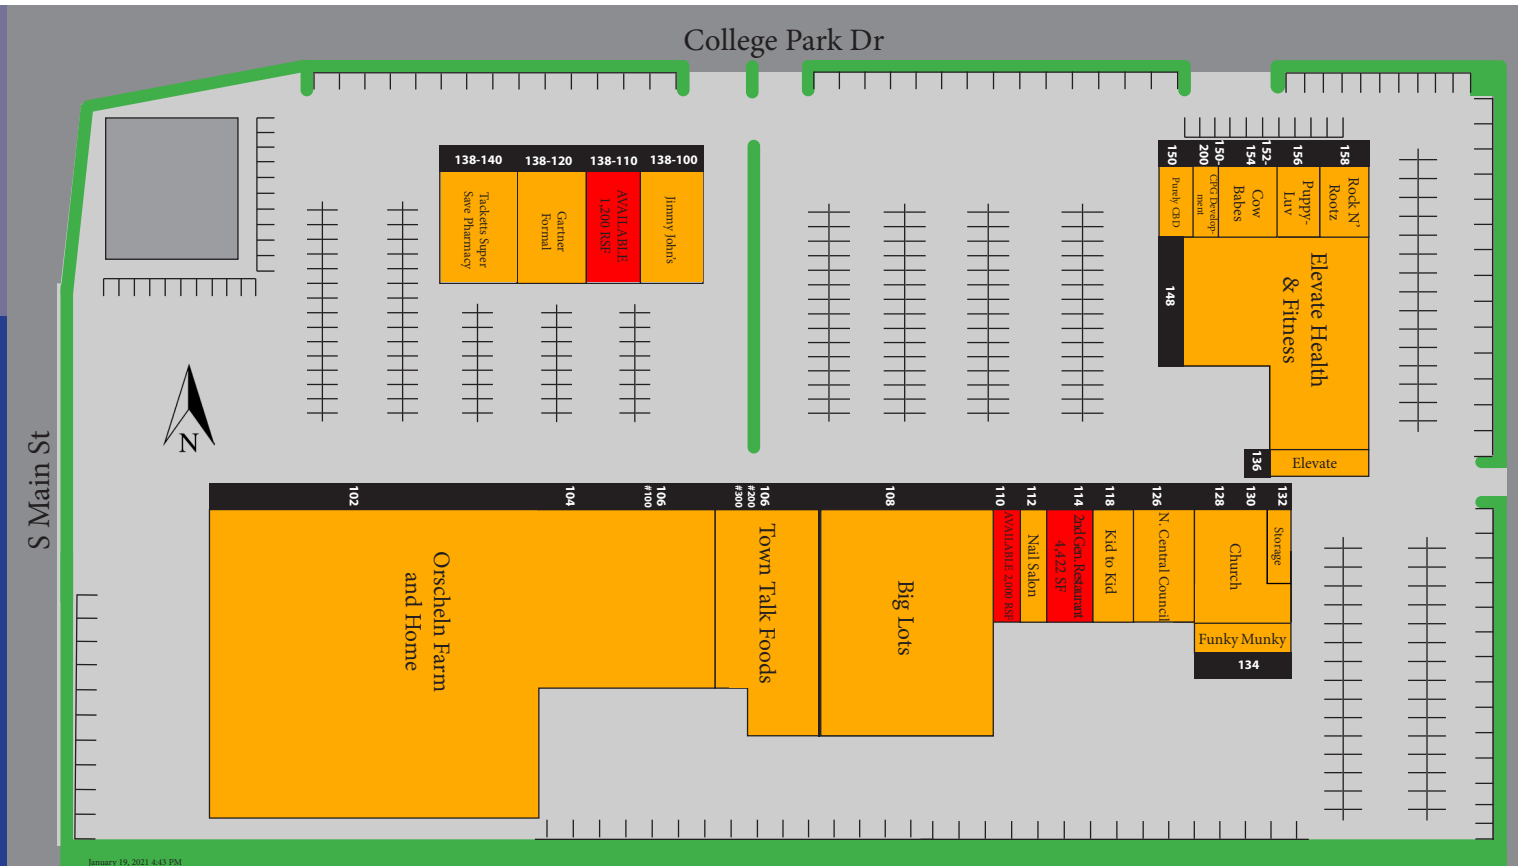 College Park Dr
138-140
138-120
138-110
138-100
Tacketts Super
Save Pharmacy
Gartner
Formal
AVAILABLE
1,200 RSF
Jimmy John's
150
200
150-
154
152-
156
158
Purely CBD
CPG Develop-
ment
Cow
Babes
Puppy-
Luv
Rock N'
Rootz
148
Elevate Health
& Fitness
136
Elevate
S Main St
N
102
104
106
#100
106
#200
#300
108
110
112
114
118
126
128
130
132
Orscheln Farm
and Home
Town Talk Foods
Big Lots
AVAILABLE 2,000 RSF
Nail Salon
2nd Gen. Restaurant
4,422 SF
Kid to Kid
N. Central Council
Church
Storage
Funky Munky
134
January 19, 2021 4:43 PM